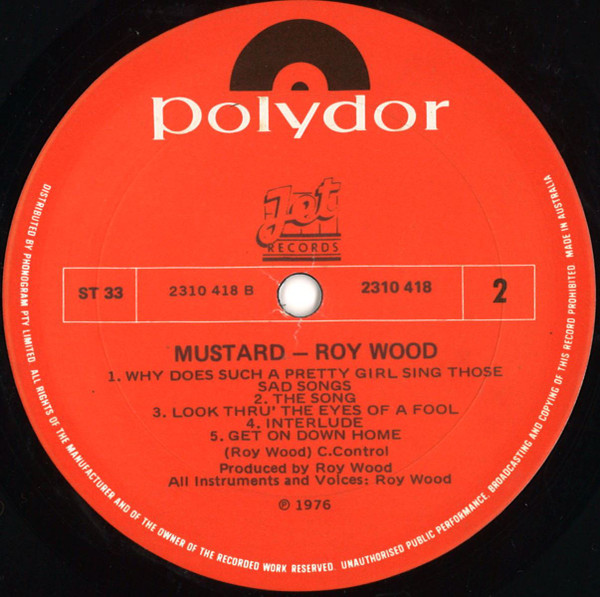 polydor
Jet
RECORDS
ST 33
2310 418 B
2310 418
2
MUSTARD – ROY WOOD
1. WHY DOES SUCH A PRETTY GIRL SING THOSE
SAD SONGS
2. THE SONG
3. LOOK THRU' THE EYES OF A FOOL
4. INTERLUDE
5. GET ON DOWN HOME
(Roy Wood) C.Control
Produced by Roy Wood
All Instruments and Voices: Roy Wood
℗ 1976
DISTRIBUTED BY PHONOGRAM PTY LIMITED. ALL RIGHTS OF THE MANUFACTURER AND OF THE OWNER OF THE RECORDED WORK RESERVED. UNAUTHORISED PUBLIC PERFORMANCE, BROADCASTING AND COPYING OF THIS RECORD PROHIBITED. MADE IN AUSTRALIA